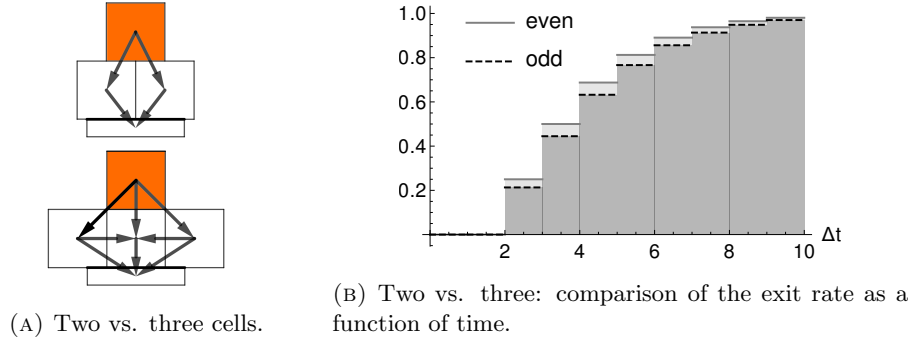 1.0
0.8
0.6
0.4
0.2
even
odd
2 4 6 8 10 Δt
(A) Two vs. three cells.
(B) Two vs. three: comparison of the exit rate as a
function of time.